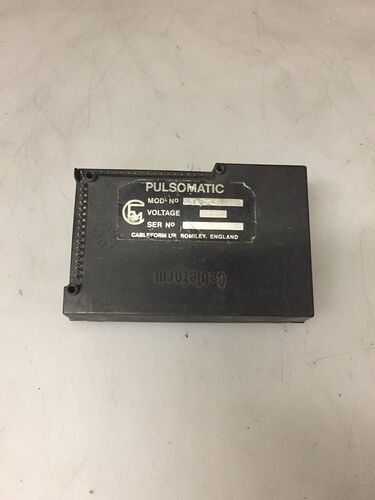 PULSOMATIC
MOD. No
VOLTAGE
SER No
CABLEFORM LTD ROMILEY, ENGLAND
Cableform